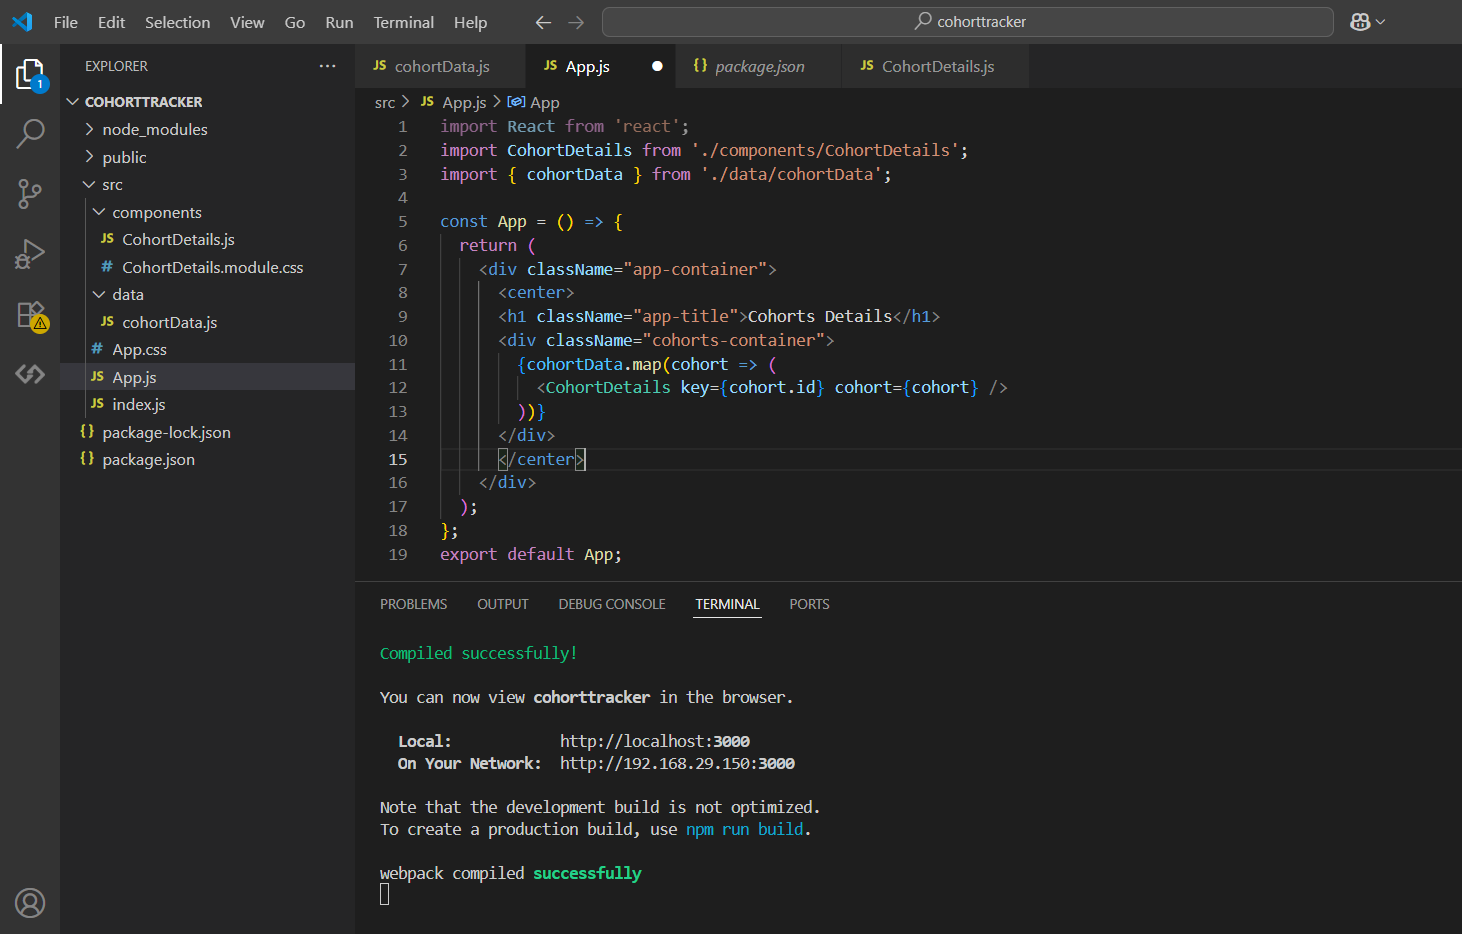 File Edit Selection View Go Run Terminal Help
cohorttracker
EXPLORER
COHORTTRACKER
node_modules
public
src
components
JS CohortDetails.js
# CohortDetails.module.css
data
JS cohortData.js
# App.css
JS App.js
JS index.js
{} package-lock.json
{} package.json
1
JS cohortData.js
JS App.js
{} package.json
JS CohortDetails.js
src > JS App.js > App
1 import React from 'react';
2 import CohortDetails from './components/CohortDetails';
3 import { cohortData } from './data/cohortData';
4
5 const App = () => {
6 return (
7 <div className="app-container">
8 <center>
9 <h1 className="app-title">Cohorts Details</h1>
10 <div className="cohorts-container">
11 {cohortData.map(cohort => (
12 <CohortDetails key={cohort.id} cohort={cohort} />
13 ))}
14 </div>
15 </center>
16 </div>
17 );
18 };
19 export default App;
PROBLEMS OUTPUT DEBUG CONSOLE TERMINAL PORTS
Compiled successfully!
You can now view cohorttracker in the browser.
Local: http://localhost:3000
On Your Network: http://192.168.29.150:3000
Note that the development build is not optimized.
To create a production build, use npm run build.
webpack compiled successfully